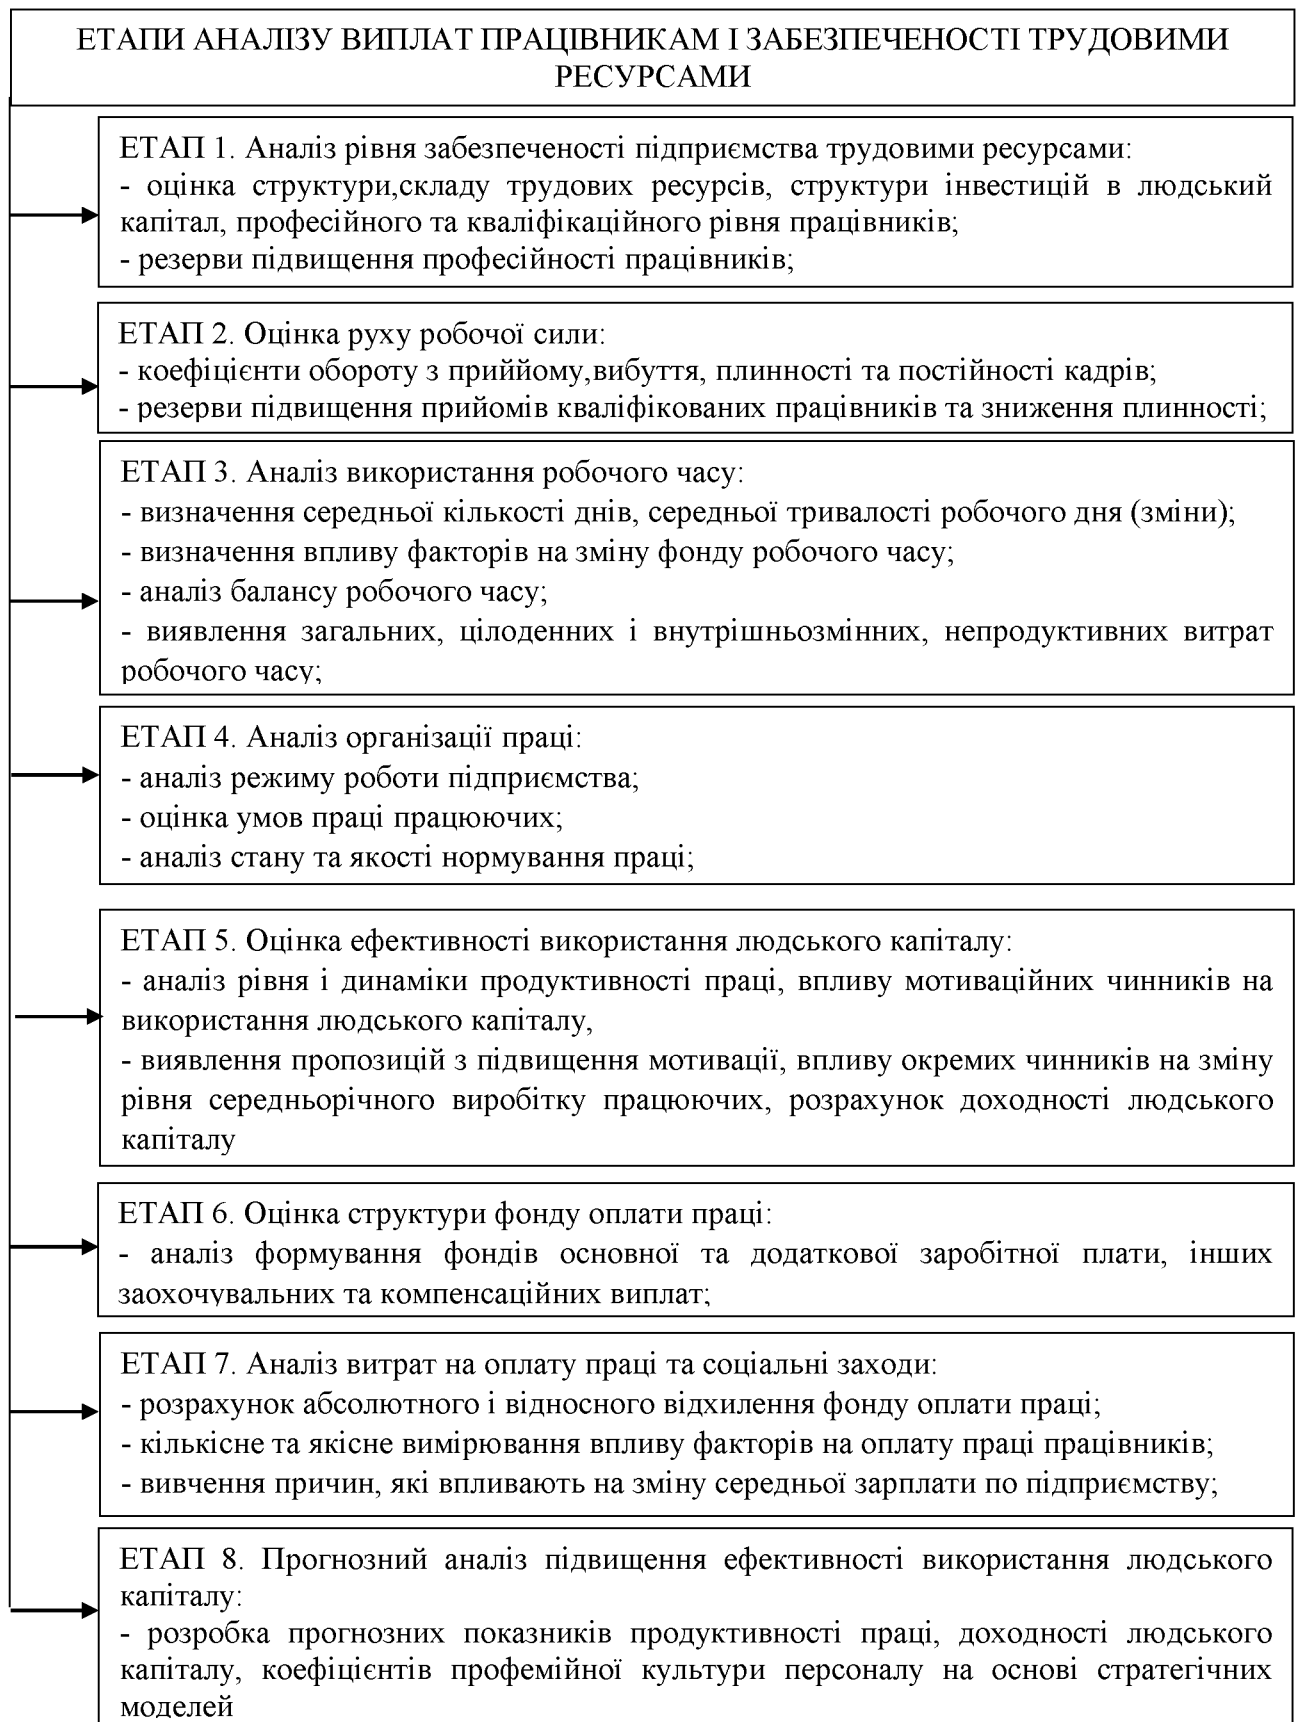 ЕТАПИ АНАЛІЗУ ВИПЛАТ ПРАЦІВНИКАМ І ЗАБЕЗПЕЧЕНОСТІ ТРУДОВИМИ
РЕСУРСАМИ
ЕТАП 1. Аналіз рівня забезпеченості підприємства трудовими ресурсами:
- оцінка структури,складу трудових ресурсів, структури інвестицій в людський
капітал, професійного та кваліфікаційного рівня працівників;
- резерви підвищення професійності працівників;
ЕТАП 2. Оцінка руху робочої сили:
- коефіцієнти обороту зприййому,вибуття, плинності та постійності кадрів;
- резерви підвищення прийомів кваліфікованих працівників та зниження плинності;
ЕТАП 3. Аналіз використання робочого часу:
- визначення середньої кількості днів, середньої тривалості робочого дня (зміни);
- визначення впливу факторів на зміну фонду робочого часу;
- аналіз балансу робочого часу;
- виявлення загальних, цілоденних і внутрішньозмінних, непродуктивних витрат
робочого часу;
ЕТАП 4. Аналіз організації праці:
- аналіз режиму роботи підприємства;
- оцінка умов праці працюючих;
- аналіз стану та якості нормування праці;
ЕТАП 5. Оцінка ефективності використання людського капіталу:
- аналіз рівня і динаміки продуктивності праці, впливу мотиваційних чинників на
використання людського капіталу,
- виявлення пропозицій з підвищення мотивації, впливу окремих чинників на зміну
рівня середньорічного виробітку працюючих, розрахунок доходності людського
капіталу
ЕТАП 6. Оцінка структури фонду оплати праці:
- аналіз формування фондів основної та додаткової заробітної плати, інших
заохочувальних та компенсаційних виплат;
ЕТАП 7. Аналіз витрат на оплату праці та соціальні заходи:
- розрахунок абсолютного і відносного відхилення фонду оплати праці;
- кількісне та якісне вимірювання впливу факторів на оплату праці працівників;
- вивчення причин, які впливають на зміну середньої зарплати по підприємству;
ЕТАП 8. Прогнозний аналіз підвищення ефективності використання людського
капіталу:
- розробка прогнозних показників продуктивності праці, доходності людського
капіталу, коефіцієнтів профемійної культури персоналу на основі стратегічних
моделей